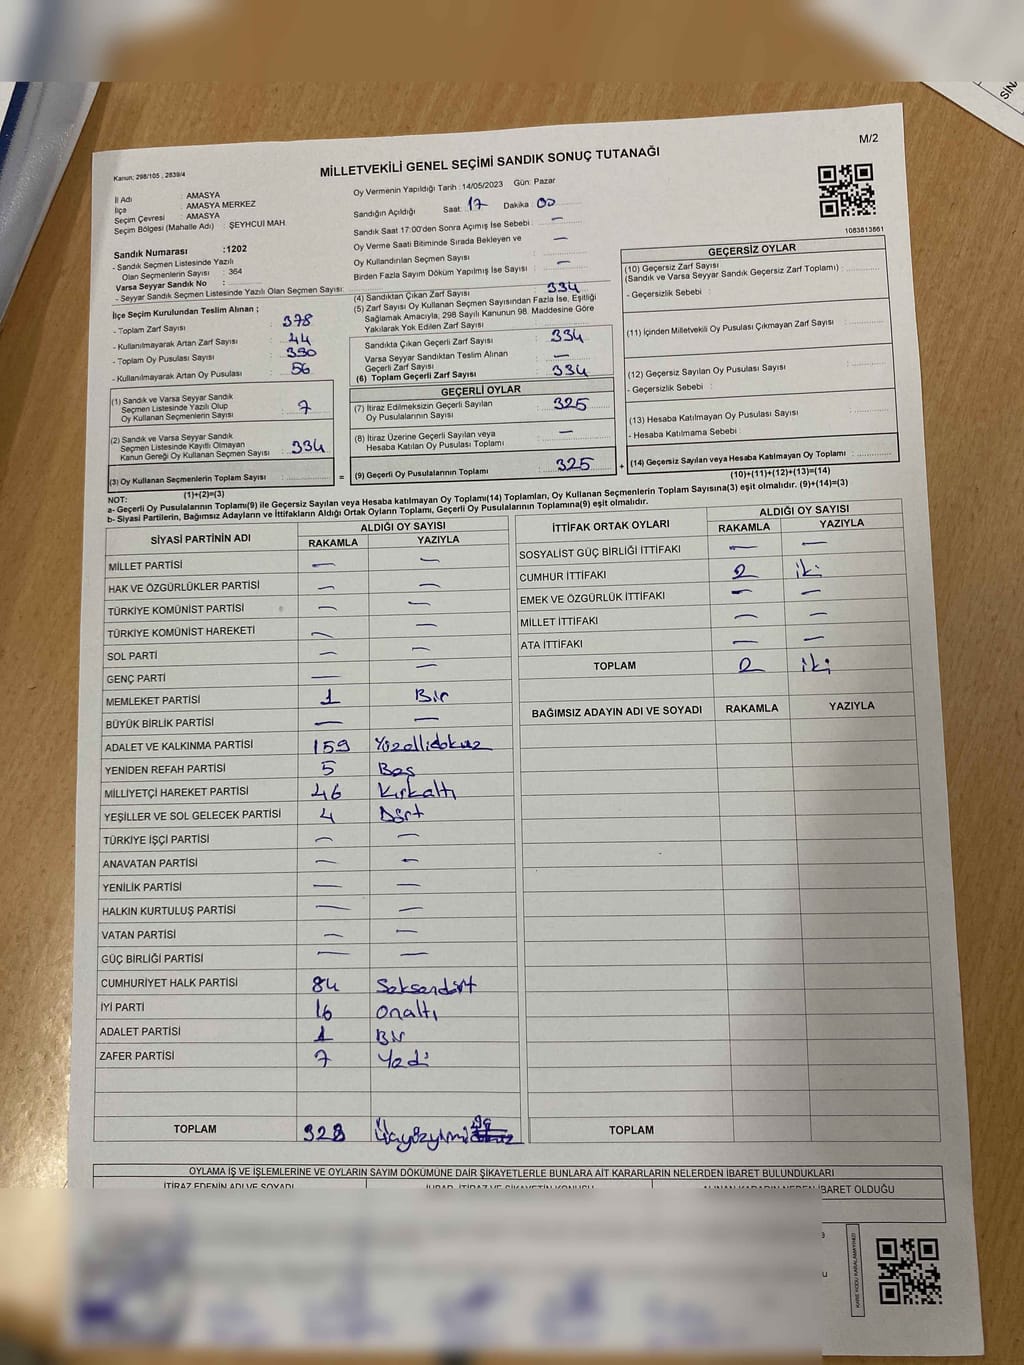 M/2
MİLLETVEKİLİ GENEL SEÇİMİ SANDIK SONUÇ TUTANAĞI
Kanun; 298/105 , 2839/4
İl Adı : AMASYA
İlçe : AMASYA MERKEZ
Seçim Çevresi : AMASYA
Seçim Bölgesi (Mahalle Adı) : ŞEYHCUİ MAH
Sandık Numarası :1202
- Sandık Seçmen Listesinde Yazılı
Olan Seçmenlerin Sayısı : 364
Varsa Seyyar Sandık No :
- Seyyar Sandık Seçmen Listesinde Yazılı Olan Seçmen Sayısı:
İlçe Seçim Kurulundan Teslim Alınan ;
- Toplam Zarf Sayısı : 378
- Kullanılmayarak Artan Zarf Sayısı : 44
- Toplam Oy Pusulası Sayısı : 390
- Kullanılmayarak Artan Oy Pusulası : 56
(1) Sandık ve Varsa Seyyar Sandık
Seçmen Listesinde Yazılı Olup
Oy Kullanan Seçmenlerin Sayısı : 7
(2) Sandık ve Varsa Seyyar Sandık
Seçmen Listesinde Kayıtlı Olmayan
Kanun Gereği Oy Kullanan Seçmen Sayısı : 334
(3) Oy Kullanan Seçmenlerin Toplam Sayısı :
(1)+(2)=(3)
Oy Vermenin Yapıldığı Tarih : 14/05/2023 Gün: Pazar
Sandığın Açıldığı Saat: 17 Dakika : 00
Sandık Saat 17:00'den Sonra Açımış İse Sebebi : —
Oy Verme Saati Bitiminde Sırada Bekleyen ve
Oy Kullandırılan Seçmen Sayısı : —
Birden Fazla Sayım Döküm Yapılmış İse Sayısı : —
(4) Sandıktan Çıkan Zarf Sayısı : 334
(5) Zarf Sayısı Oy Kullanan Seçmen Sayısından Fazla İse, Eşitliği
Sağlamak Amacıyla, 298 Sayılı Kanunun 98. Maddesine Göre
Yakılarak Yok Edilen Zarf Sayısı :
Sandıkta Çıkan Geçerli Zarf Sayısı : 334
Varsa Seyyar Sandıktan Teslim Alınan
Geçerli Zarf Sayısı : —
(6) Toplam Geçerli Zarf Sayısı : 334
GEÇERLİ OYLAR
(7) İtiraz Edilmeksizin Geçerli Sayılan
Oy Pusulalarının Sayısı : 325
(8) İtiraz Üzerine Geçerli Sayılan veya
Hesaba Katılan Oy Pusulası Toplamı : —
= (9) Geçerli Oy Pusulalarının Toplamı : 325 +
1083813861
GEÇERSİZ OYLAR
(10) Geçersiz Zarf Sayısı
(Sandık ve Varsa Seyyar Sandık Geçersiz Zarf Toplamı) :
- Geçersizlik Sebebi :
(11) İçinden Milletvekili Oy Pusulası Çıkmayan Zarf Sayısı :
(12) Geçersiz Sayılan Oy Pusulası Sayısı :
- Geçersizlik Sebebi :
(13) Hesaba Katılmayan Oy Pusulası Sayısı :
- Hesaba Katılmama Sebebi :
(14) Geçersiz Sayılan veya Hesaba Katılmayan Oy Toplamı :
(10)+(11)+(12)+(13)=(14)
NOT:
a- Geçerli Oy Pusulalarının Toplamı(9) ile Geçersiz Sayılan veya Hesaba katılmayan Oy Toplamı(14) Toplamları, Oy Kullanan Seçmenlerin Toplam Sayısına(3) eşit olmalıdır. (9)+(14)=(3)
b- Siyasi Partilerin, Bağımsız Adayların ve İttifakların Aldığı Ortak Oyların Toplamı, Geçerli Oy Pusulalarının Toplamına(9) eşit olmalıdır.
SİYASİ PARTİNİN ADI ALDIĞI OY SAYISI
RAKAMLA YAZIYLA
MİLLET PARTİSİ — —
HAK VE ÖZGÜRLÜKLER PARTİSİ — —
TÜRKİYE KOMÜNİST PARTİSİ — —
TÜRKİYE KOMÜNİST HAREKETİ — —
SOL PARTİ — —
GENÇ PARTİ — —
MEMLEKET PARTİSİ 1 Bir
BÜYÜK BİRLİK PARTİSİ — —
ADALET VE KALKINMA PARTİSİ 159 Yüzellidokuz
YENİDEN REFAH PARTİSİ 5 Beş
MİLLİYETÇİ HAREKET PARTİSİ 46 Kırkaltı
YEŞİLLER VE SOL GELECEK PARTİSİ 4 Dört
TÜRKİYE İŞÇİ PARTİSİ — —
ANAVATAN PARTİSİ — —
YENİLİK PARTİSİ — —
HALKIN KURTULUŞ PARTİSİ — —
VATAN PARTİSİ — —
GÜÇ BİRLİĞİ PARTİSİ — —
CUMHURİYET HALK PARTİSİ 84 Seksendört
İYİ PARTİ 16 Onaltı
ADALET PARTİSİ 1 Bir
ZAFER PARTİSİ 7 Yedi
TOPLAM 323
İTTİFAK ORTAK OYLARI ALDIĞI OY SAYISI
RAKAMLA YAZIYLA
SOSYALİST GÜÇ BİRLİĞİ İTTİFAKI — —
CUMHUR İTTİFAKI 2 iki
EMEK VE ÖZGÜRLÜK İTTİFAKI — —
MİLLET İTTİFAKI — —
ATA İTTİFAKI — —
TOPLAM 2 iki
BAĞIMSIZ ADAYIN ADI VE SOYADI RAKAMLA YAZIYLA
TOPLAM
OYLAMA İŞ VE İŞLEMLERİNE VE OYLARIN SAYIM DÖKÜMÜNE DAİR ŞİKAYETLERLE BUNLARA AİT KARARLARIN NELERDEN İBARET BULUNDUKLARI
İTİRAZ EDENİN ADI VE SOYADI
İBARET OLDUĞU